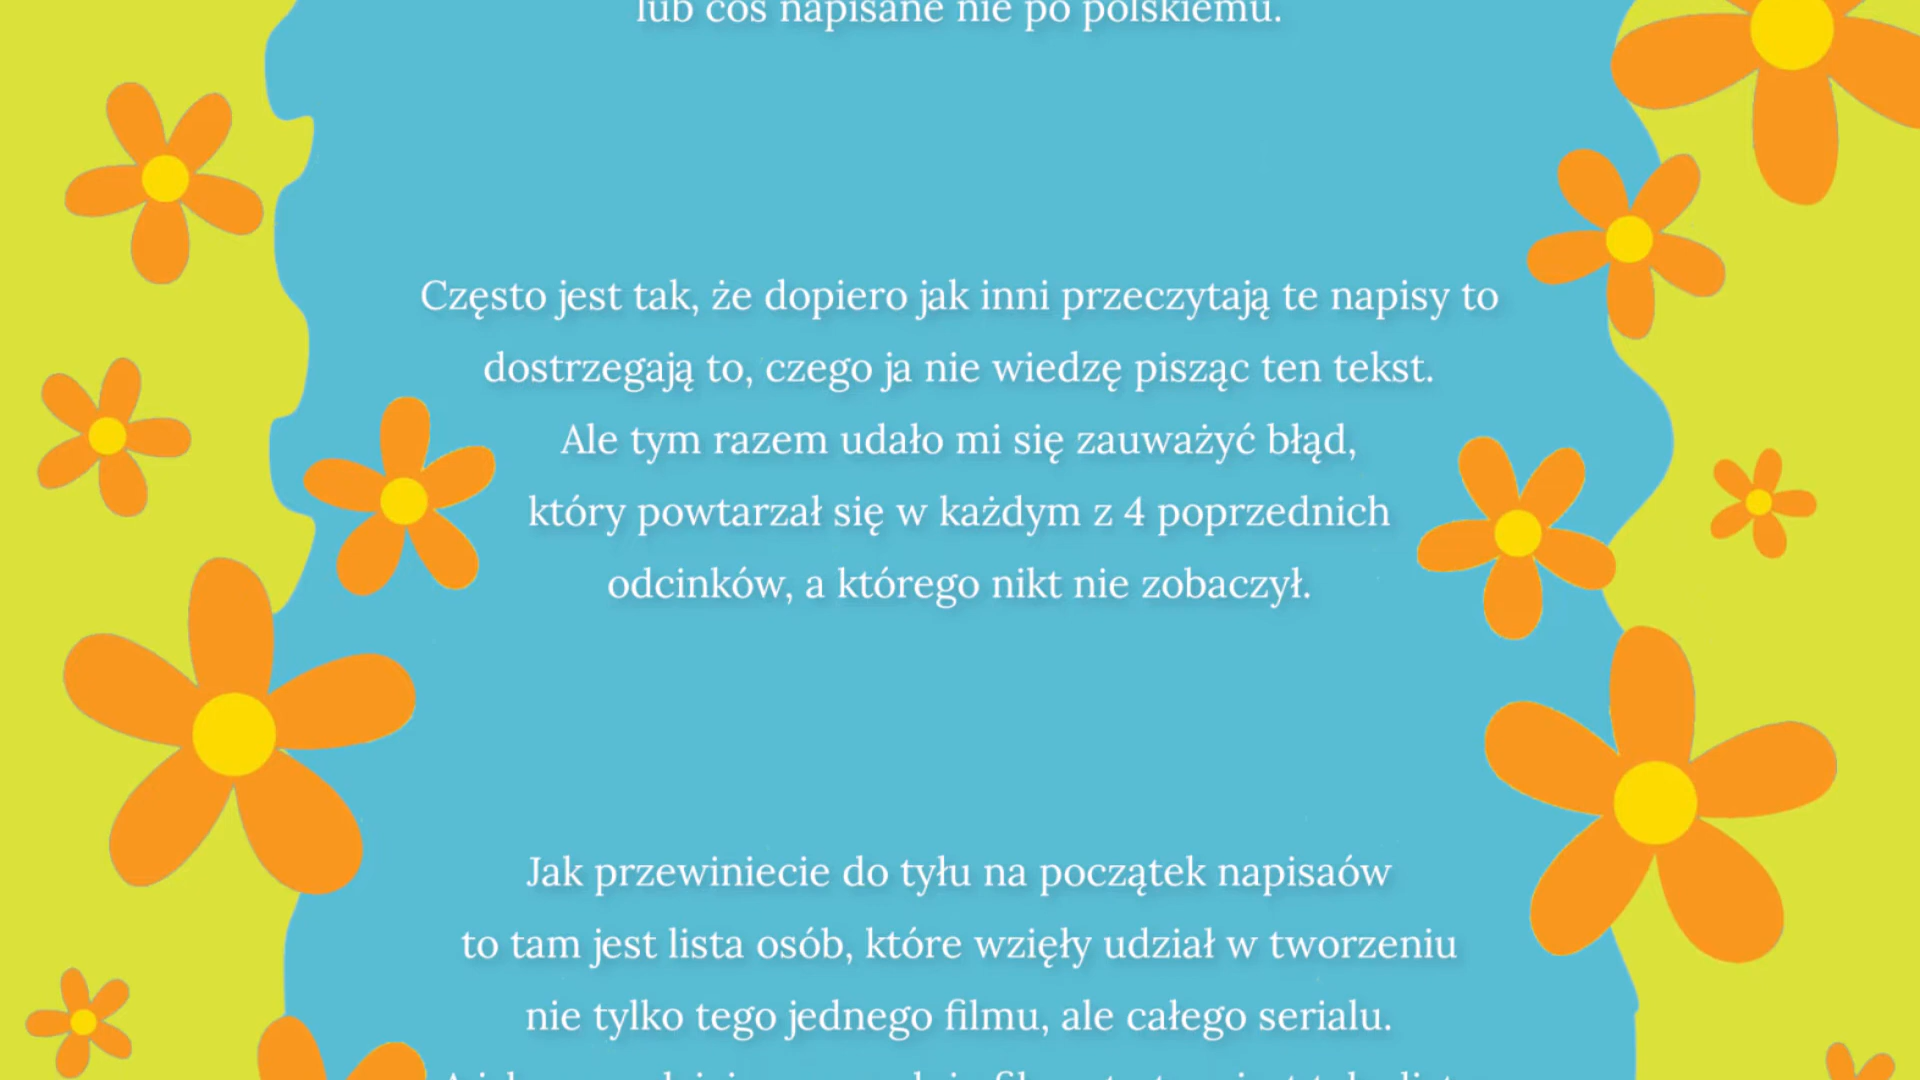 lub coś napisane nie po polskiemu.
Często jest tak, że dopiero jak inni przeczytają te napisy to
dostrzegają to, czego ja nie wiedzę pisząc ten tekst.
Ale tym razem udało mi się zauważyć błąd,
który powtarzał się w każdym z 4 poprzednich
odcinków, a którego nikt nie zobaczył.
Jak przewiniecie do tyłu na początek napisaów
to tam jest lista osób, które wzięły udział w tworzeniu
nie tylko tego jednego filmu, ale całego serialu.